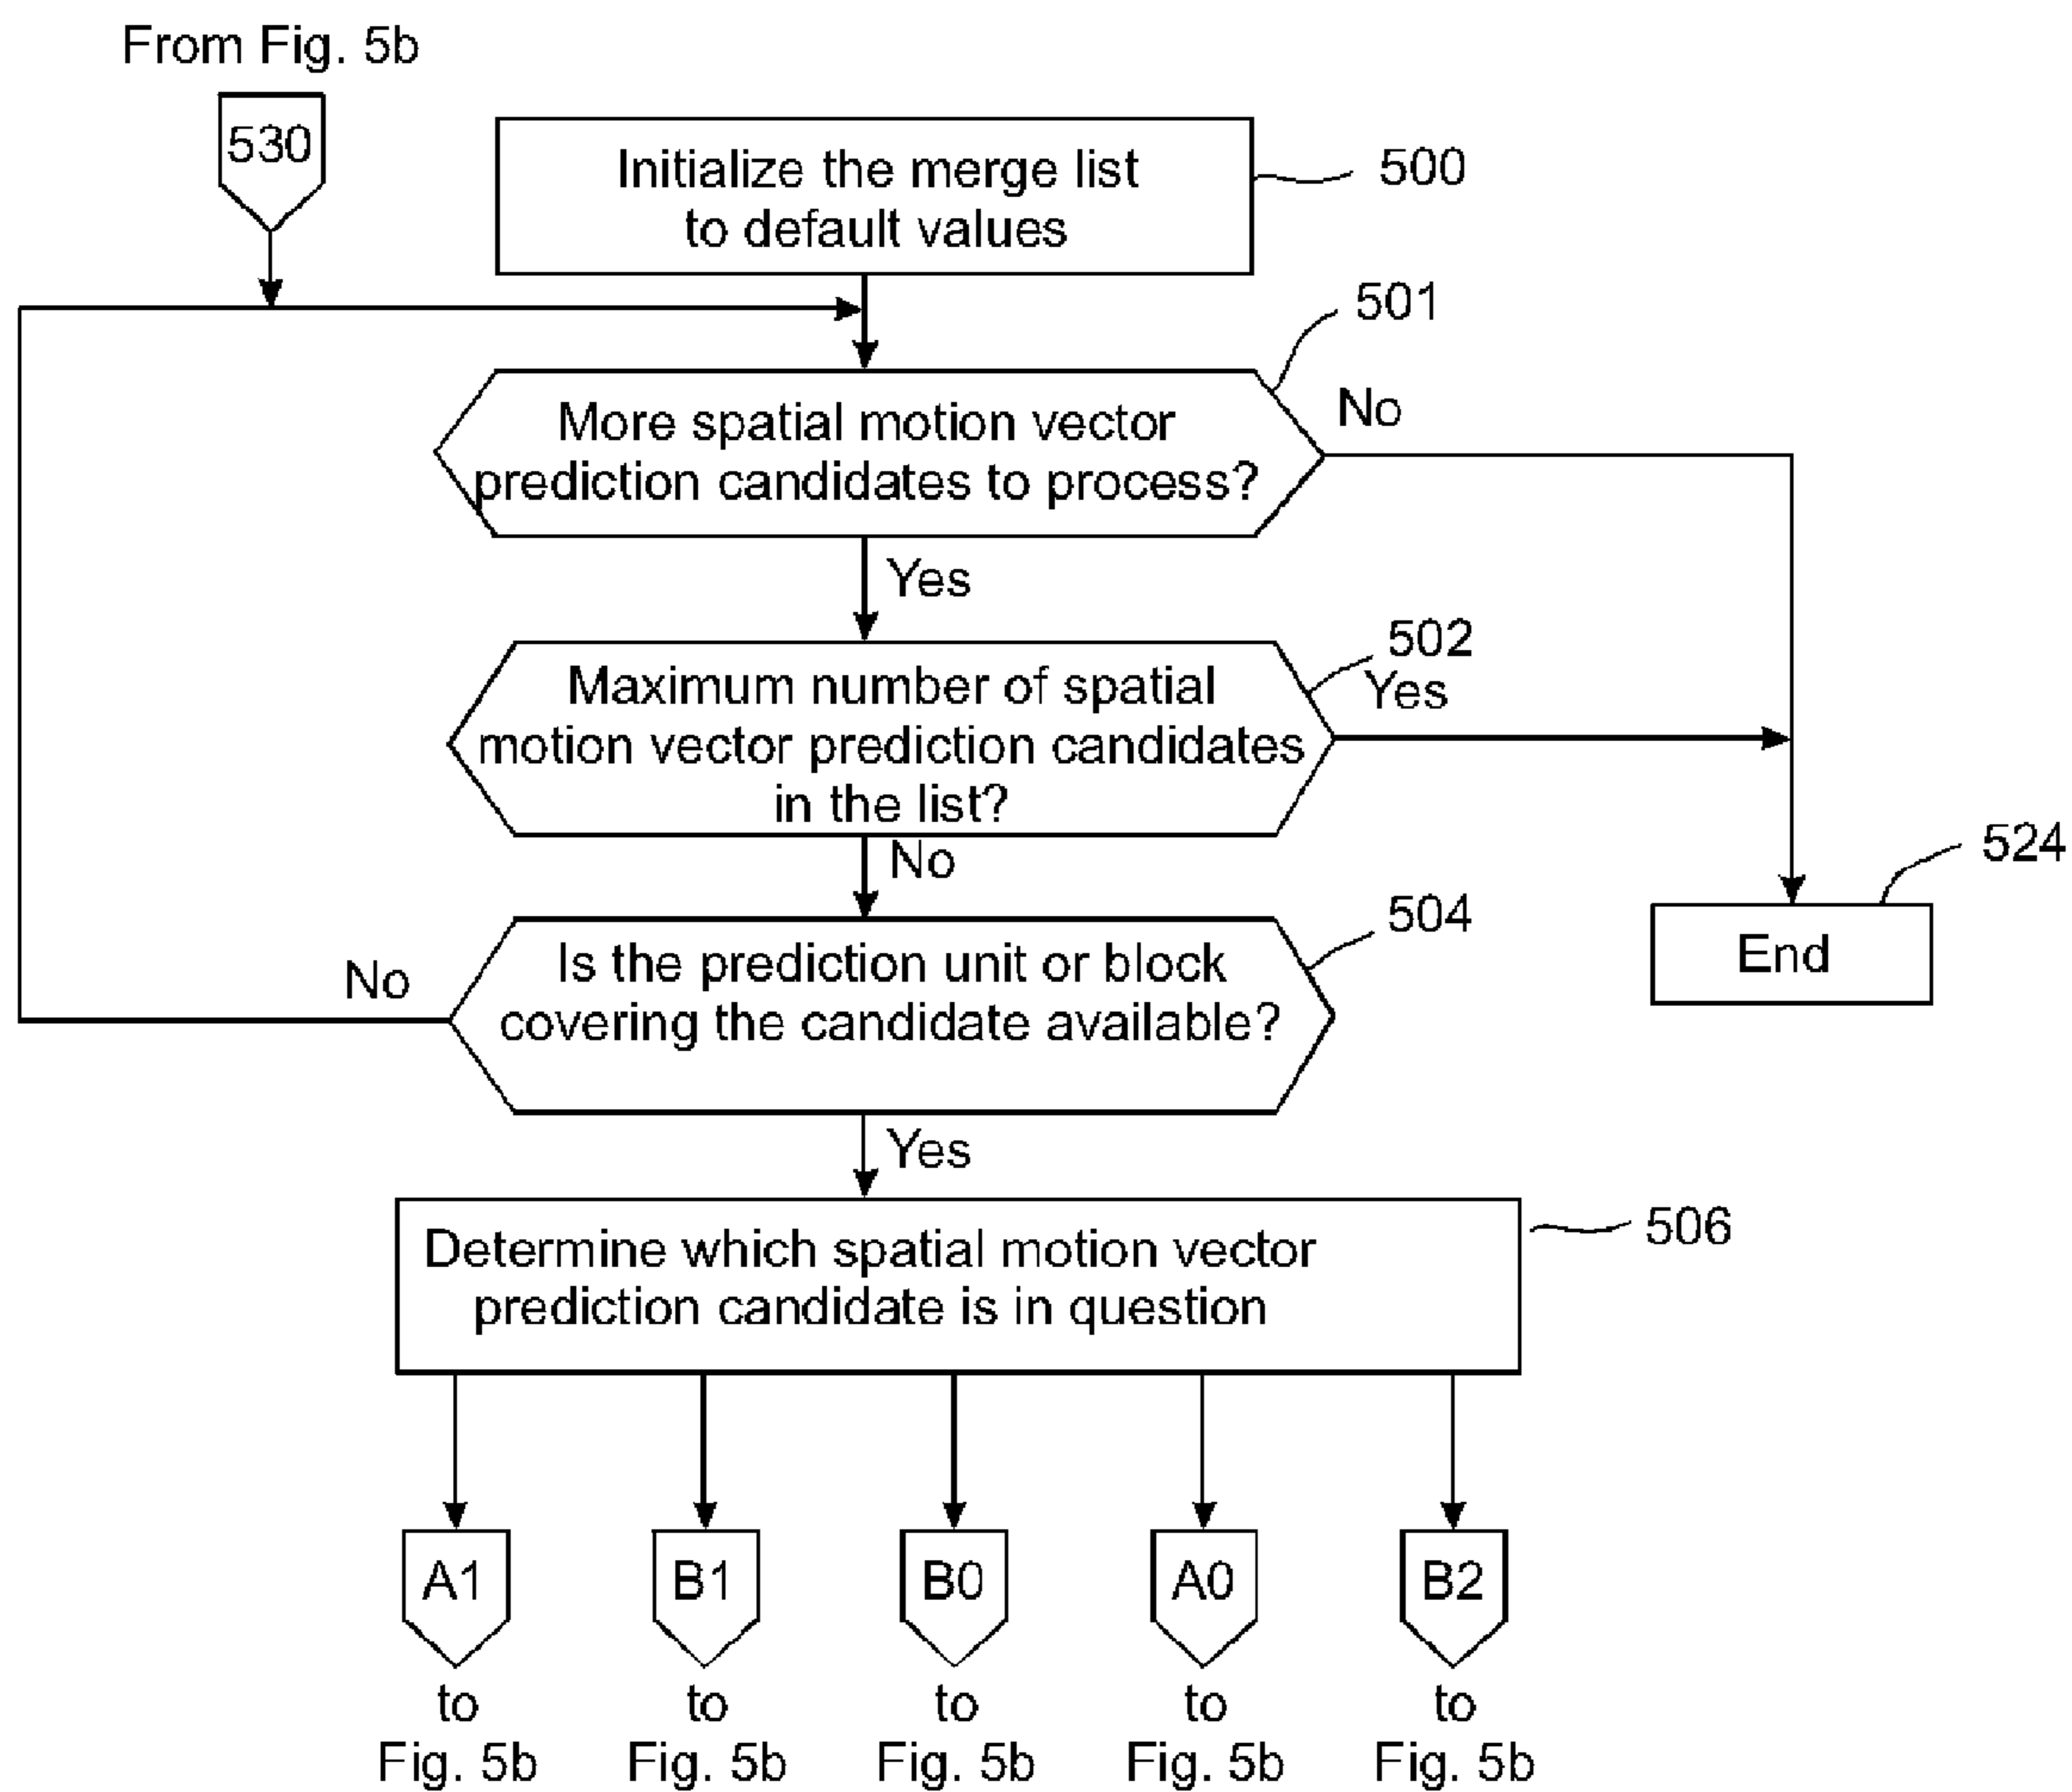 From Fig. 5b
530
Initialize the merge list
to default values
500
501
More spatial motion vector
prediction candidates to process?
No
Yes
502
Maximum number of spatial
motion vector prediction candidates
in the list?
Yes
No
524
End
504
Is the prediction unit or block
covering the candidate available?
No
Yes
506
Determine which spatial motion vector
prediction candidate is in question
A1
B1
B0
A0
B2
to
Fig. 5b
to
Fig. 5b
to
Fig. 5b
to
Fig. 5b
to
Fig. 5b